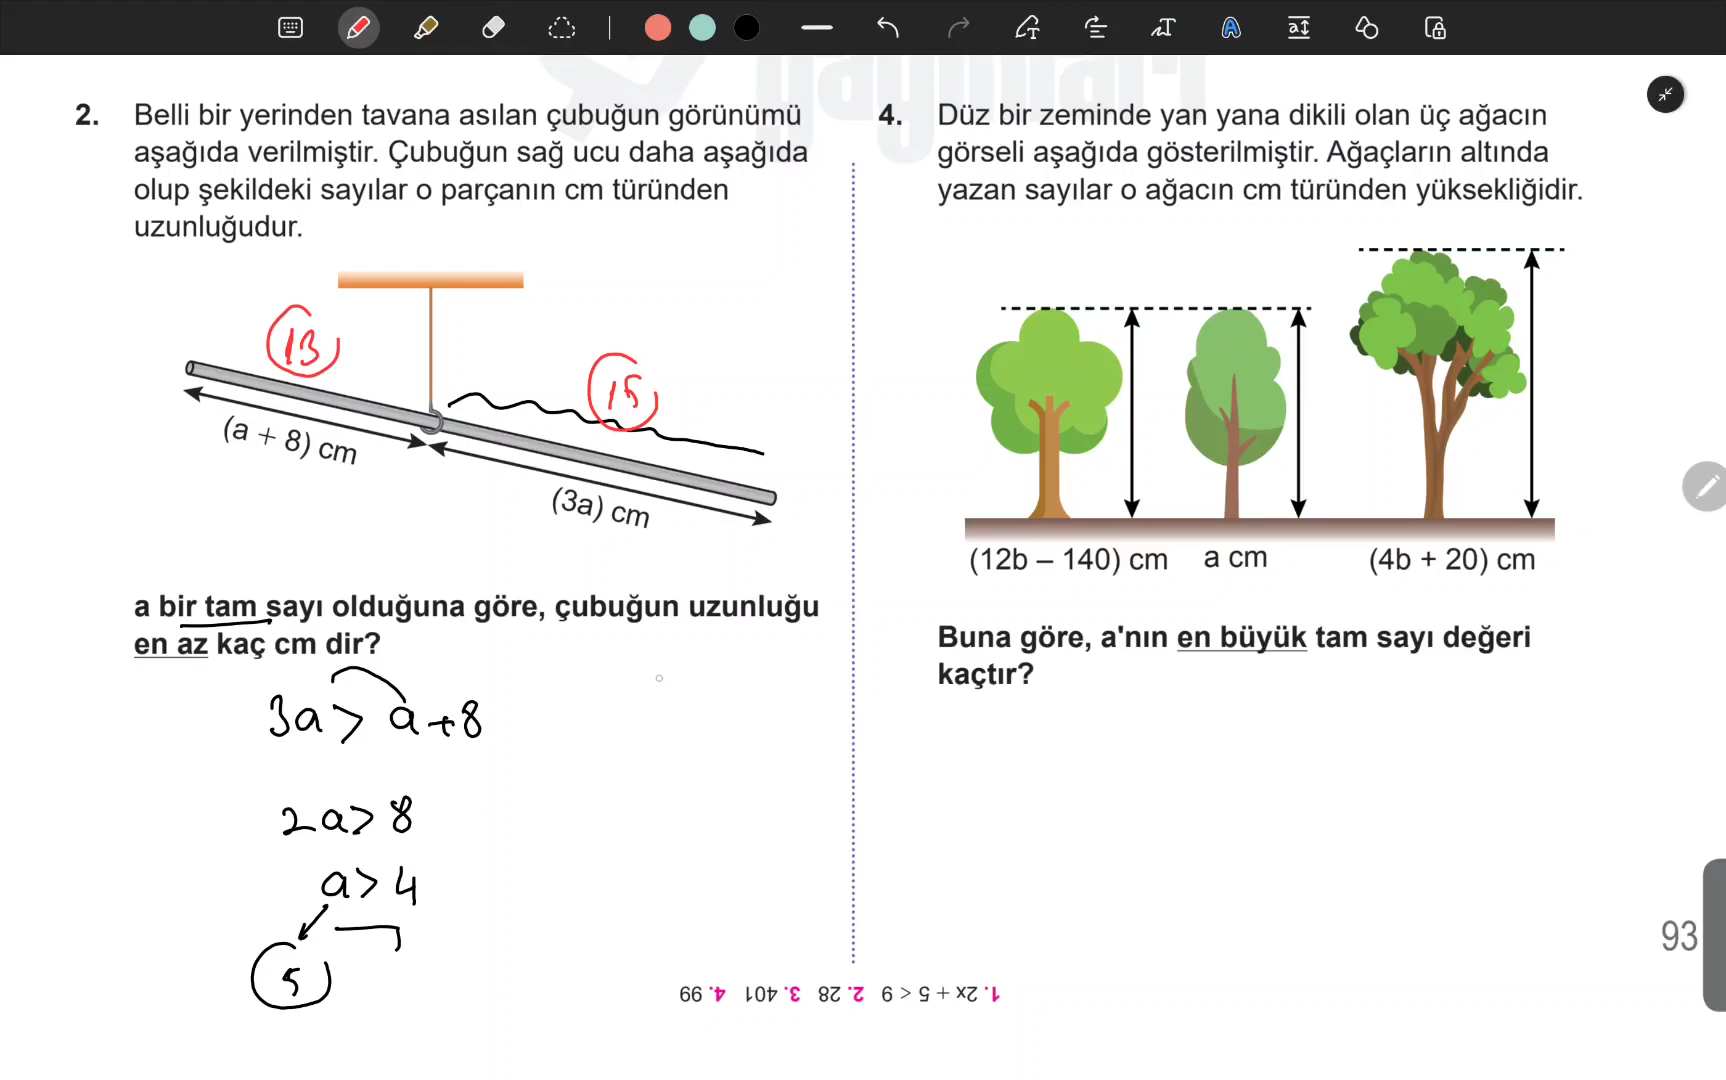 yayınları
2. Belli bir yerinden tavana asılan çubuğun görünümü
aşağıda verilmiştir. Çubuğun sağ ucu daha aşağıda
olup şekildeki sayılar o parçanın cm türünden
uzunluğudur.
13
15
(a + 8) cm
(3a) cm
a bir tam sayı olduğuna göre, çubuğun uzunluğu
en az kaç cm dir?
3a > a+8
2a > 8
a > 4
5
4. Düz bir zeminde yan yana dikili olan üç ağacın
görseli aşağıda gösterilmiştir. Ağaçların altında
yazan sayılar o ağacın cm türünden yüksekliğidir.
(12b – 140) cm a cm (4b + 20) cm
Buna göre, a'nın en büyük tam sayı değeri
kaçtır?
93
1. 2x + 5 < 9 2. 28 3. 401 4. 99